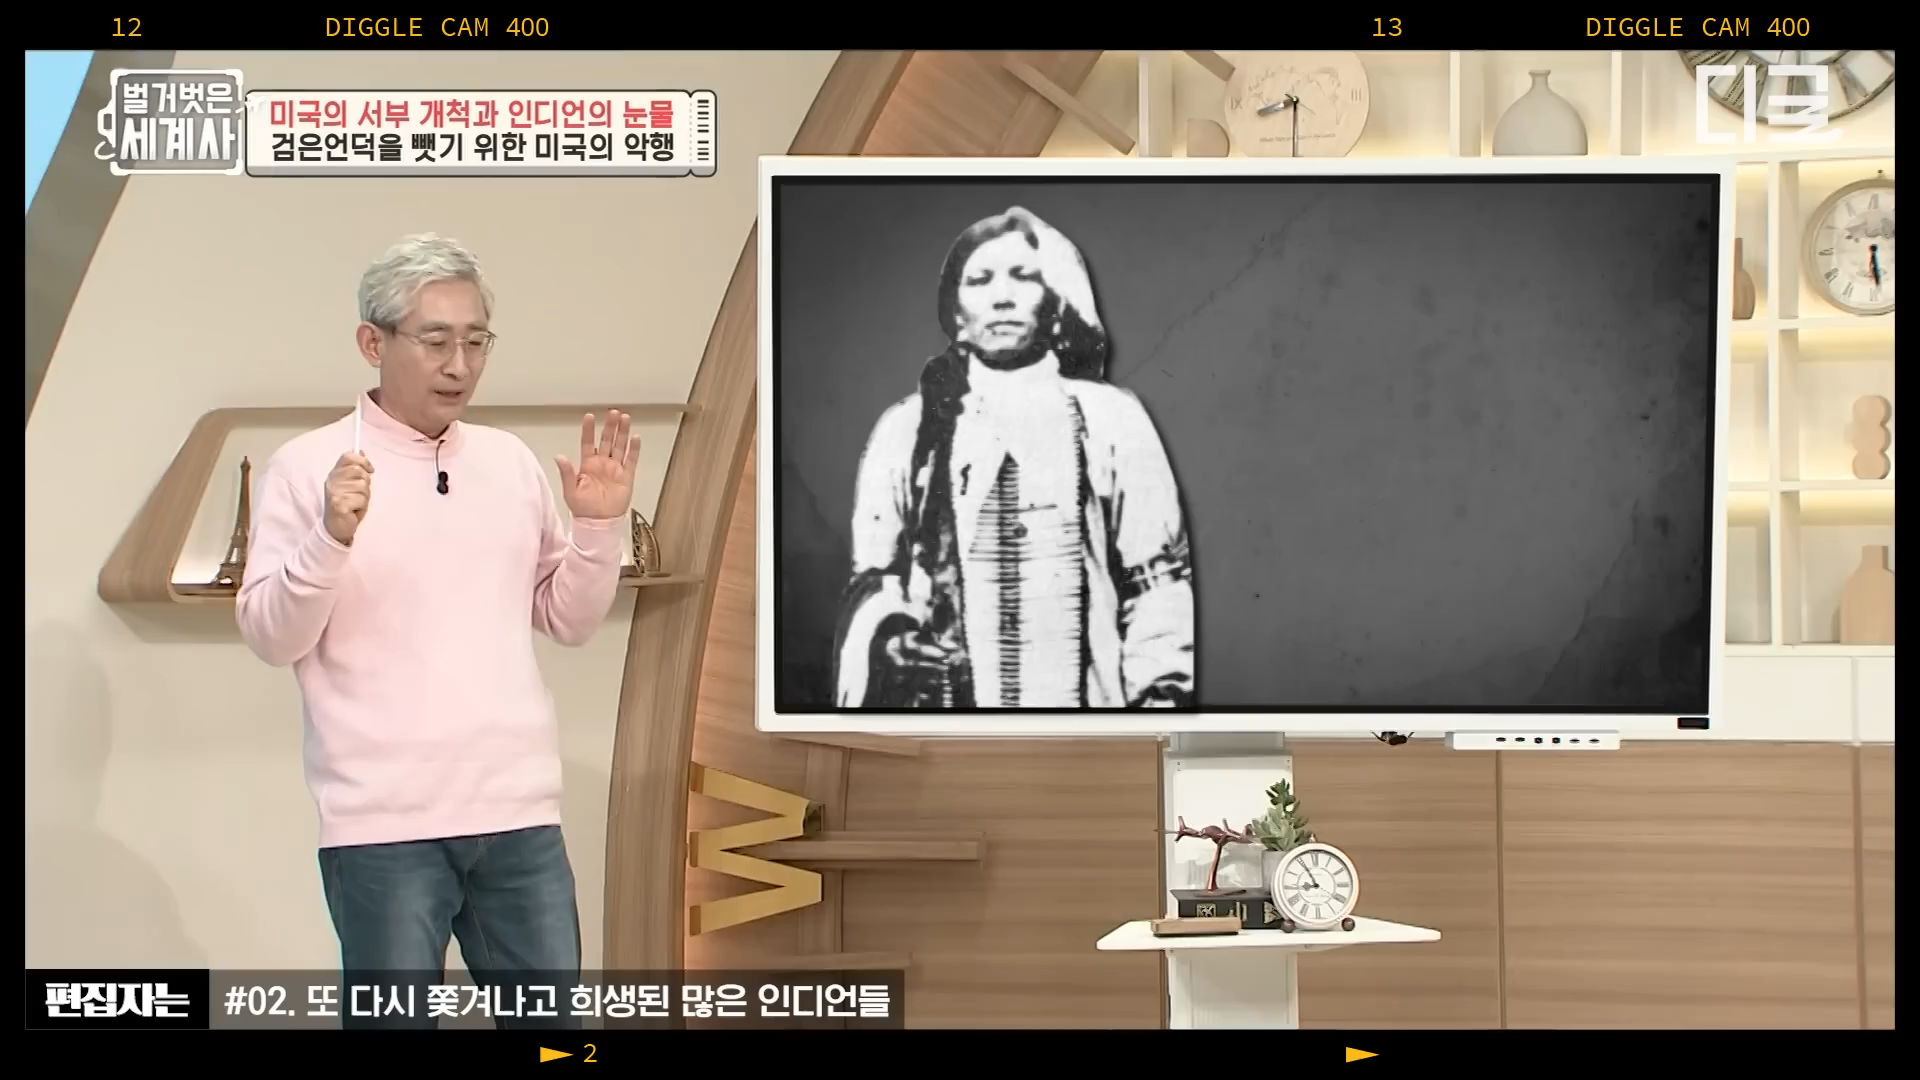 12
DIGGLE CAM 400
13
DIGGLE CAM 400
벌거벗은
세계사
미국의 서부 개척과 인디언의 눈물
검은언덕을 뺏기 위한 미국의 악행
디글
편집자는
#02. 또 다시 쫓겨나고 희생된 많은 인디언들
2